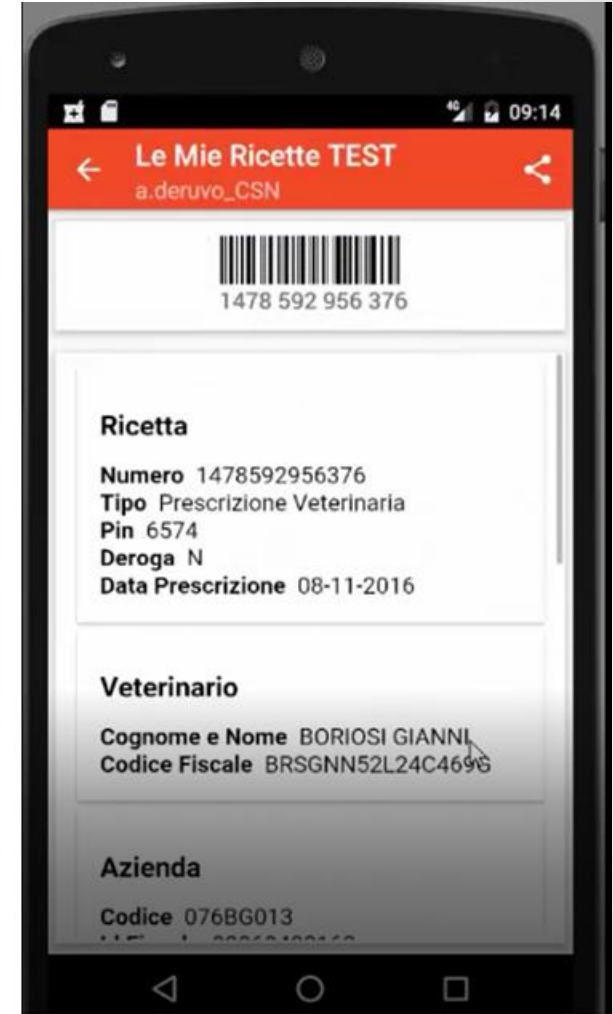 4G 09:14
Le Mie Ricette TEST
a.deruvo_CSN
1478 592 956 376
Ricetta
Numero 1478592956376
Tipo Prescrizione Veterinaria
Pin 6574
Deroga N
Data Prescrizione 08-11-2016
Veterinario
Cognome e Nome BORIOSI GIANNI
Codice Fiscale BRSGNN52L24C469G
Azienda
Codice 076BG013